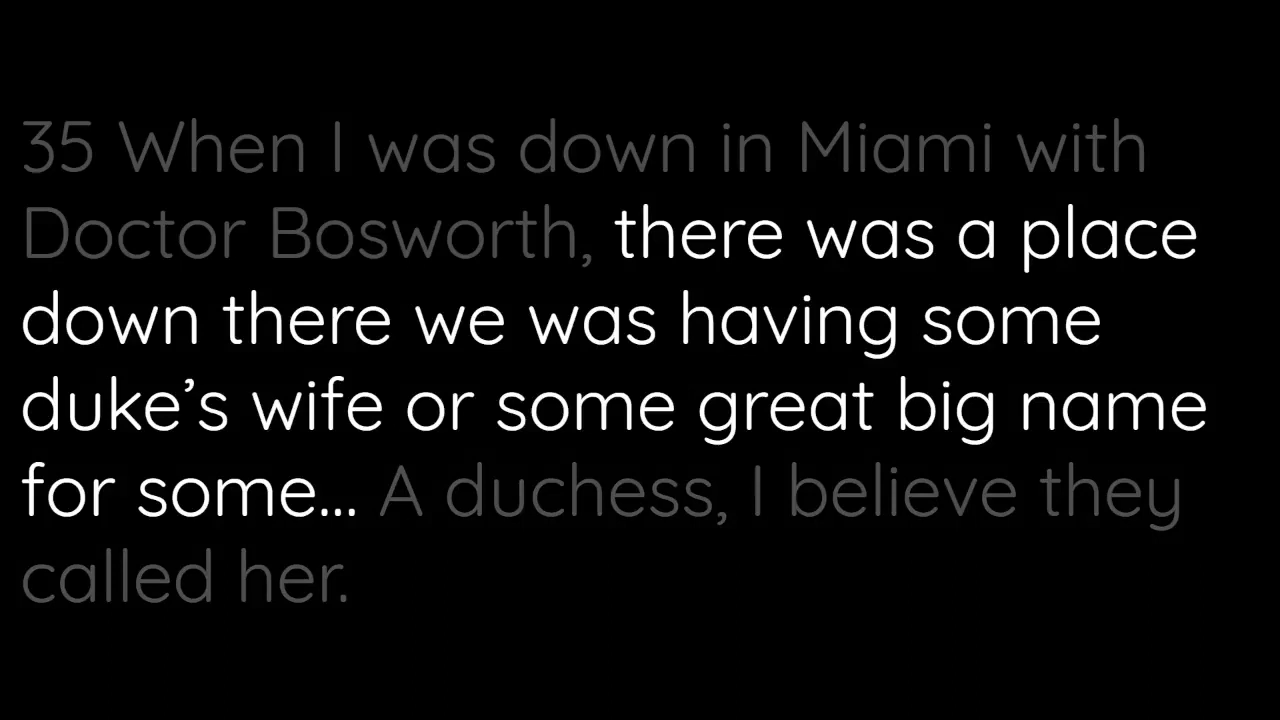 35 When I was down in Miami with
Doctor Bosworth, there was a place
down there we was having some
duke’s wife or some great big name
for some... A duchess, I believe they
called her.